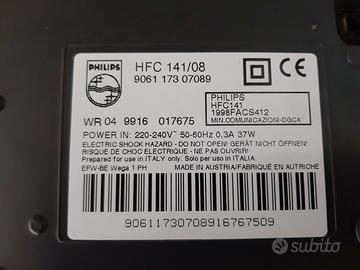 PHILIPS
HFC 141/08
9061 173 07089
CE
PHILIPS
HFC141
1998FACS412
MIN.COMUNICAZIONI-DGCA
WR 04 9916 017675
POWER IN: 220-240V~ 50-60Hz 0,3A 37W
ELECTRIC SHOCK HAZARD - DO NOT OPEN! GERÄT NICHT ÖFFNEN!
RISQUE DE CHOC ELECTRIQUE - NE PAS OUVRIR!
Prepared for use in ITALY only. Solo per uso in ITALIA.
EFW-BE Wega 1 PH
MADE IN AUSTRIA/FABRIQUÉ EN AUTRICHE
90611730708916767509
subito